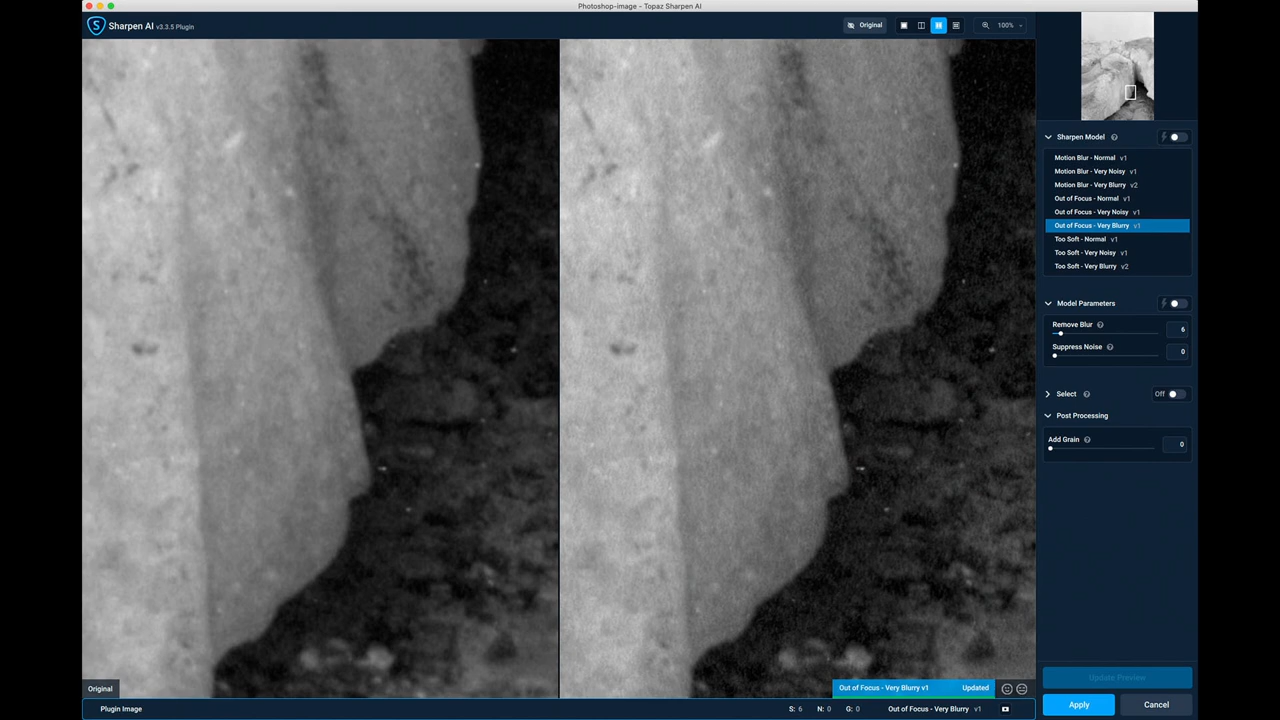 Photoshop-image - Topaz Sharpen AI
S Sharpen AI v3.3.5 Plugin
Original
100%
Sharpen Model
Motion Blur - Normal v1
Motion Blur - Very Noisy v1
Motion Blur - Very Blurry v2
Out of Focus - Normal v1
Out of Focus - Very Noisy v1
Out of Focus - Very Blurry v1
Too Soft - Normal v1
Too Soft - Very Noisy v1
Too Soft - Very Blurry v2
Model Parameters
Remove Blur 6
Suppress Noise 0
Select Off
Post Processing
Add Grain 0
Update Preview
Original
Out of Focus - Very Blurry v1 Updated
Apply
Cancel
Plugin Image
S: 6 N: 0 G: 0 Out of Focus - Very Blurry v1